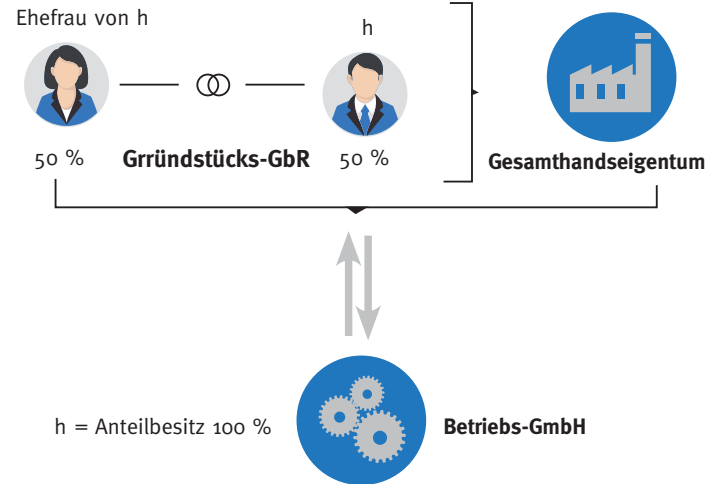 Ehefrau von h
h
50 %
Grründstücks-GbR
50 %
Gesamthandseigentum
h = Anteilbesitz 100 %
Betriebs-GmbH